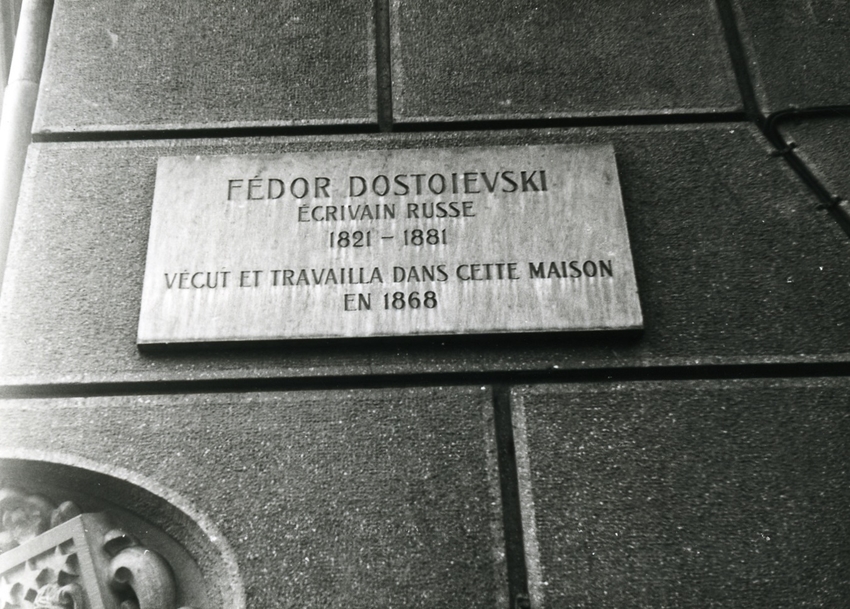 FÉDOR DOSTOIEVSKI
ÉCRIVAIN RUSSE
1821 – 1881
VÉCUT ET TRAVAILLA DANS CETTE MAISON
EN 1868